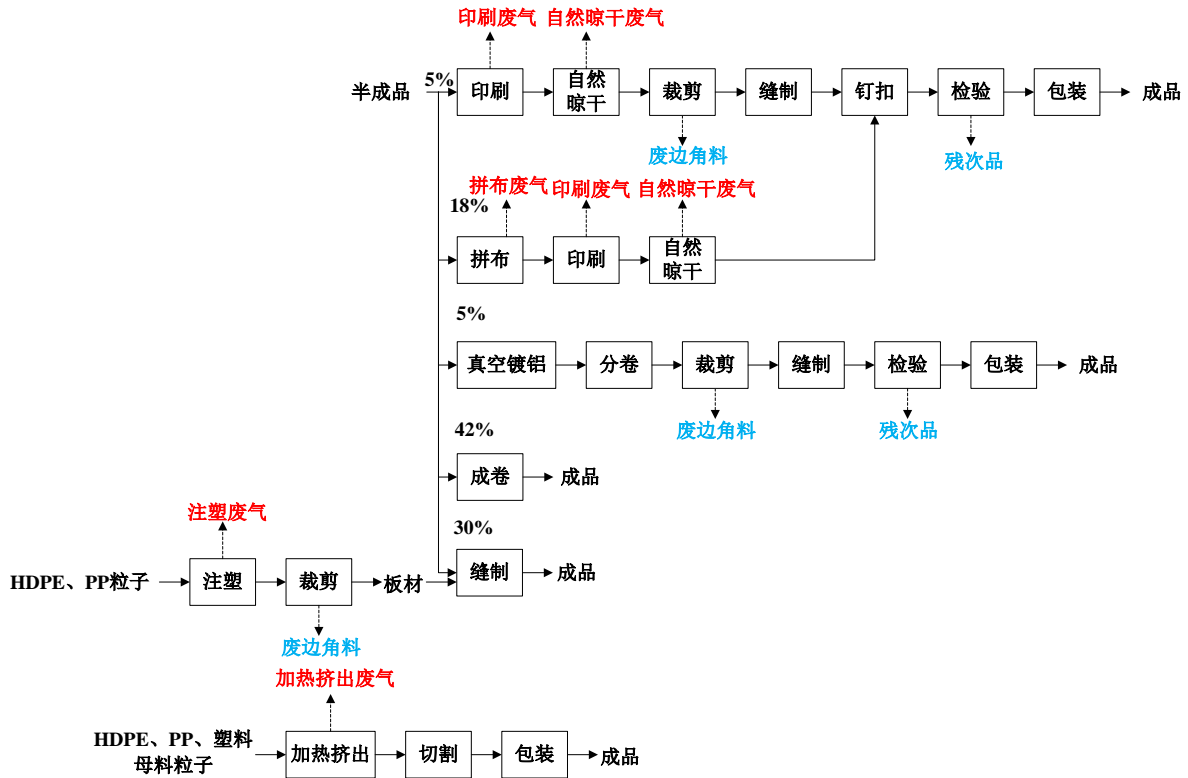 印刷废气 自然晾干废气
5%
半成品 印刷 自然
晾干 裁剪 缝制 钉扣 检验 包装 成品
废边角料 残次品
拼布废气 印刷废气 自然晾干废气
18%
拼布 印刷 自然
晾干
5%
真空镀铝 分卷 裁剪 缝制 检验 包装 成品
废边角料 残次品
42%
成卷 成品
注塑废气
30%
HDPE、PP粒子 注塑 裁剪 板材 缝制 成品
废边角料
加热挤出废气
HDPE、PP、塑料
母料粒子 加热挤出 切割 包装 成品